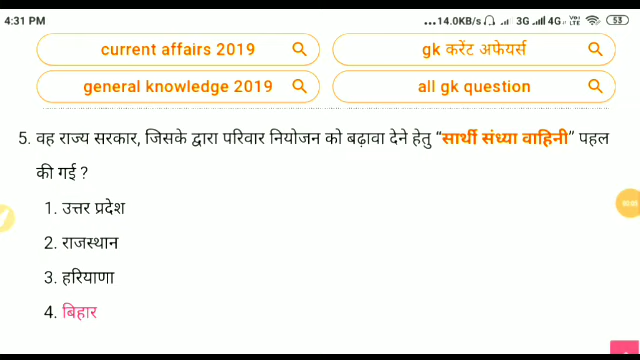 4:31 PM
...14.0KB/s 3G 4G VoLTE 53
current affairs 2019
gk करेंट अफेयर्स
general knowledge 2019
all gk question
5. वह राज्य सरकार, जिसके द्वारा परिवार नियोजन को बढ़ावा देने हेतु “सार्थी संध्या वाहिनी” पहल
की गई ?
1. उत्तर प्रदेश
2. राजस्थान
3. हरियाणा
4. बिहार